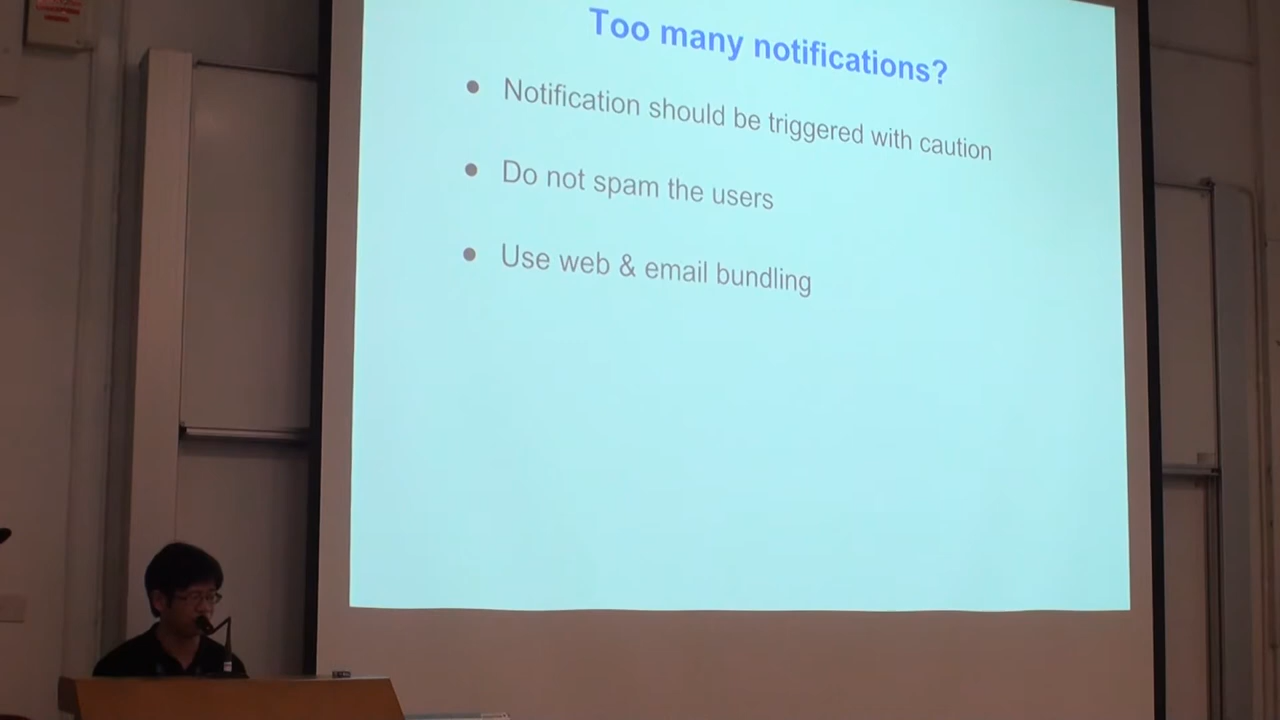 Too many notifications?
Notification should be triggered with caution
Do not spam the users
Use web & email bundling